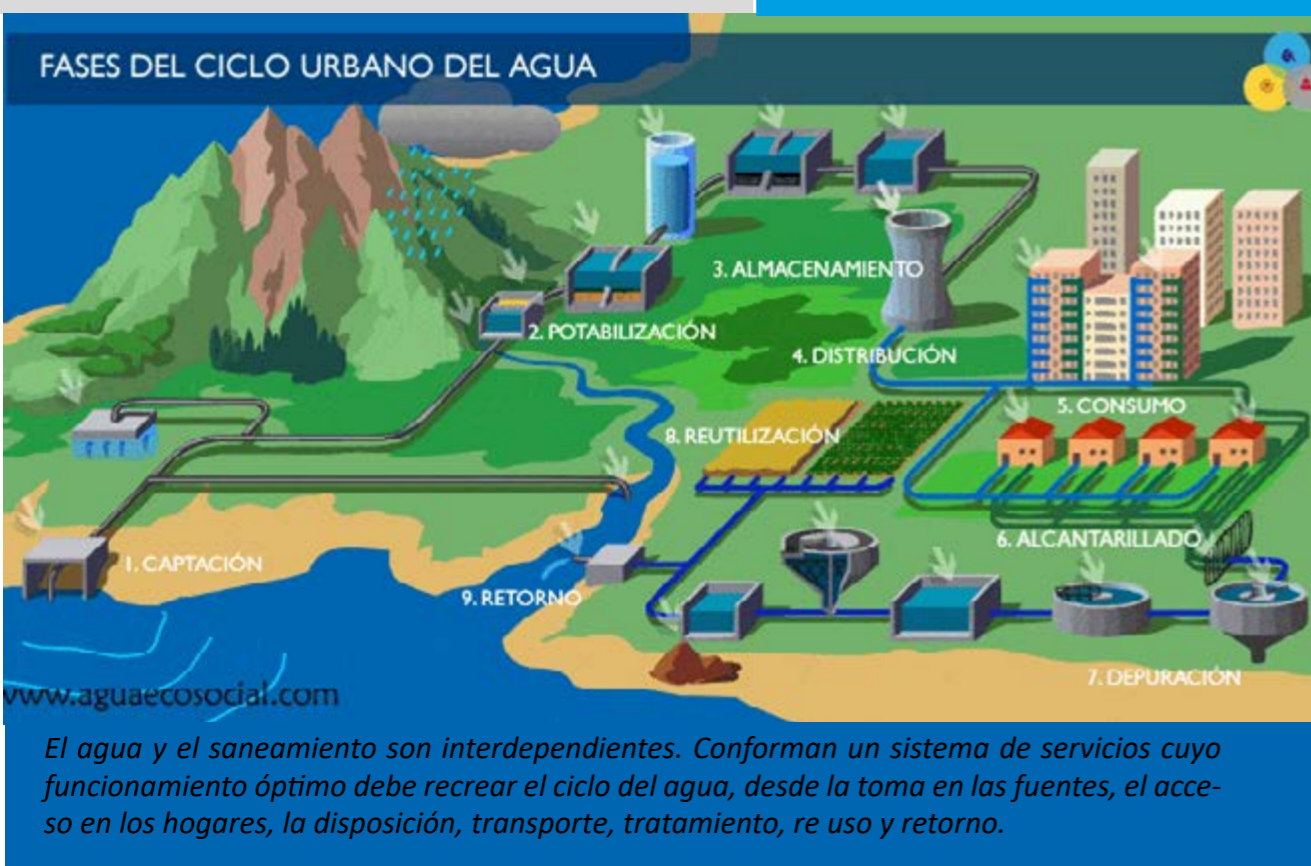 FASES DEL CICLO URBANO DEL AGUA
3. ALMACENAMIENTO
2. POTABILIZACIÓN
4. DISTRIBUCIÓN
5. CONSUMO
8. REUTILIZACIÓN
6. ALCANTARILLADO
1. CAPTACIÓN
9. RETORNO
7. DEPURACIÓN
www.aguaecosocial.com
El agua y el saneamiento son interdependientes. Conforman un sistema de servicios cuyo
funcionamiento óptimo debe recrear el ciclo del agua, desde la toma en las fuentes, el acce-
so en los hogares, la disposición, transporte, tratamiento, re uso y retorno.